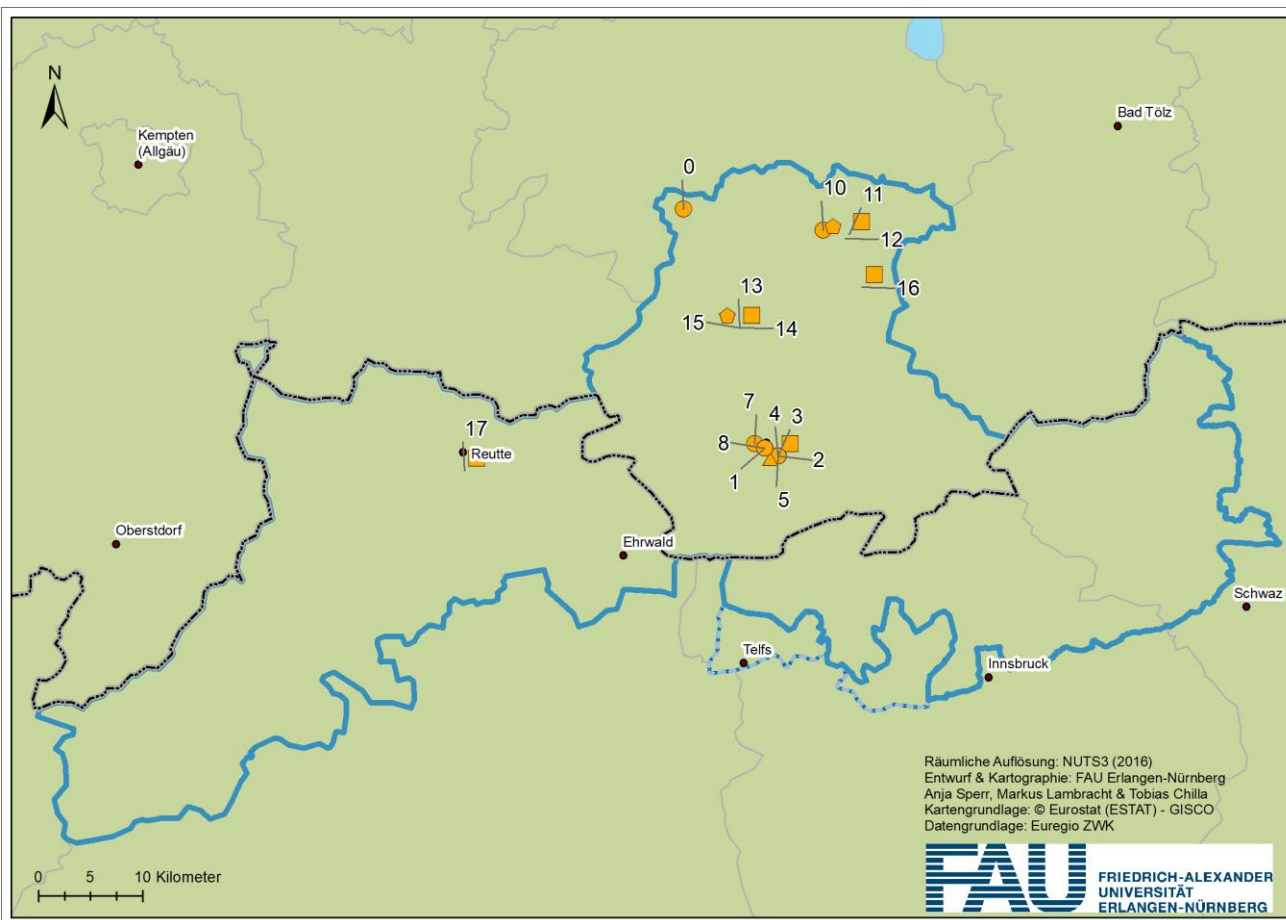 N
Kempten
(Allgäu)
Bad Tölz
0
10
11
12
16
13
15
14
7
4
3
8
2
1
5
17
Reutte
Oberstdorf
Ehrwald
Schwaz
Telfs
Innsbruck
Räumliche Auflösung: NUTS3 (2016)
Entwurf & Kartographie: FAU Erlangen-Nürnberg
Anja Sperr, Markus Lambracht & Tobias Chilla
Kartengrundlage: © Eurostat (ESTAT) - GISCO
Datengrundlage: Euregio ZWK
0 5 10 Kilometer
FAU
FRIEDRICH-ALEXANDER
UNIVERSITÄT
ERLANGEN-NÜRNBERG